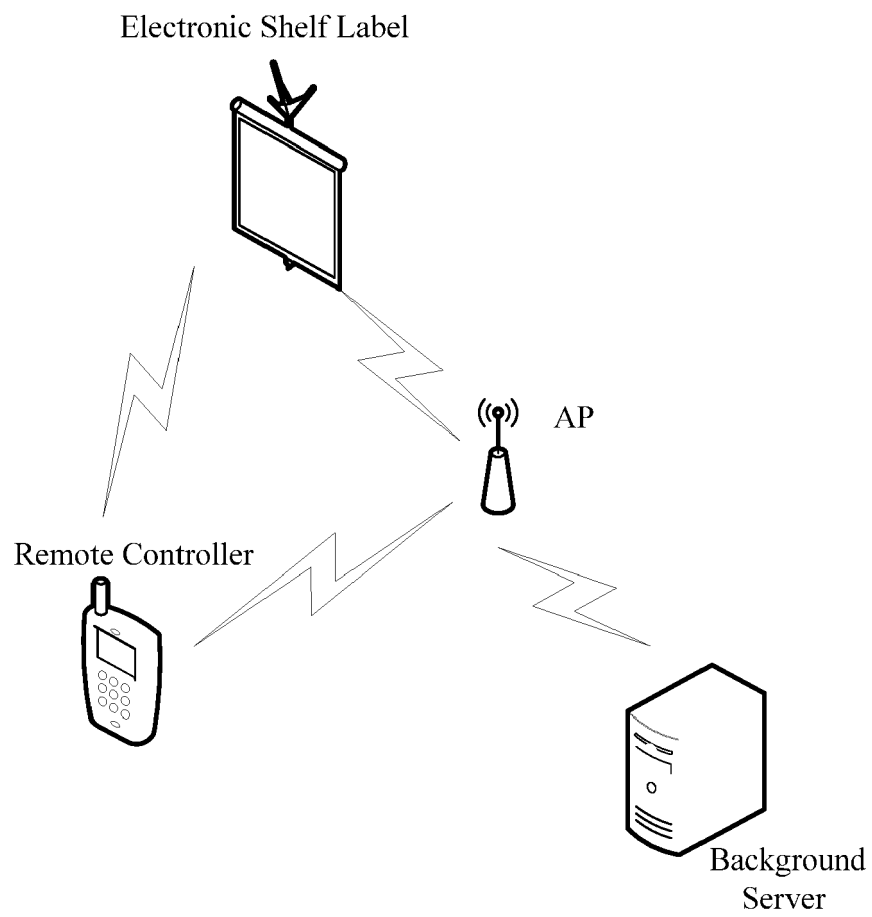 Electronic Shelf Label
AP
Remote Controller
Background
Server